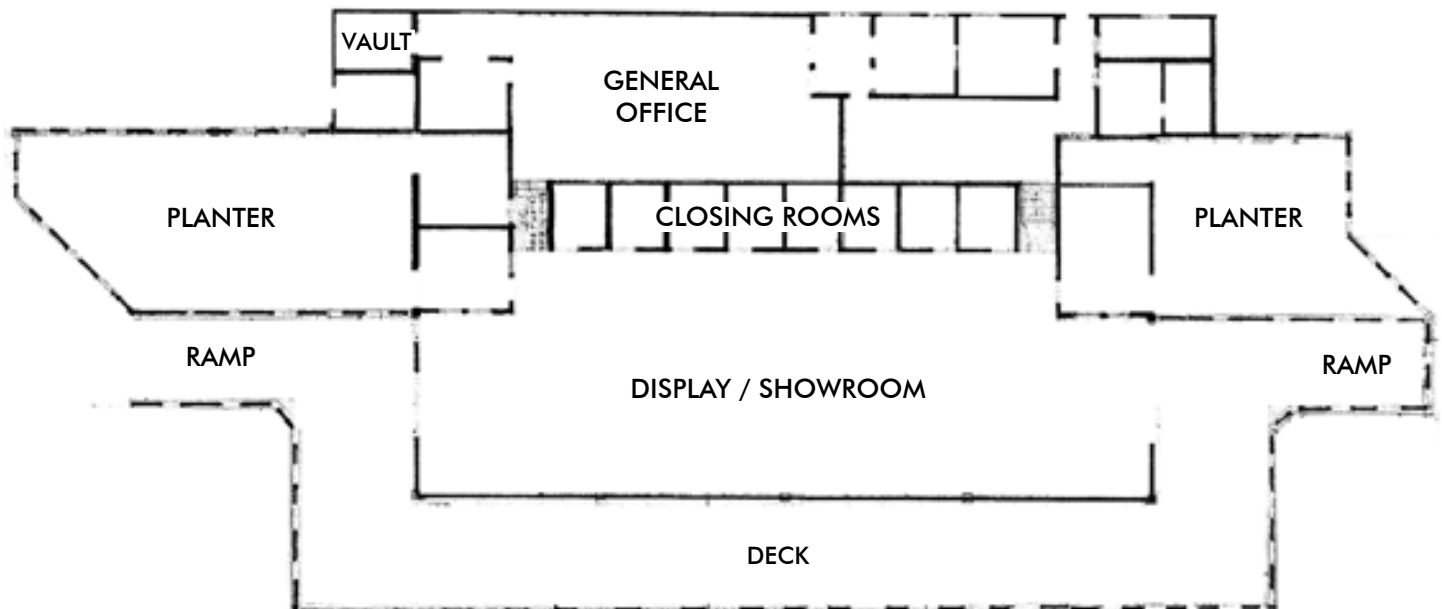 VAULT
GENERAL
OFFICE
PLANTER
CLOSING ROOMS
PLANTER
RAMP
DISPLAY / SHOWROOM
RAMP
DECK